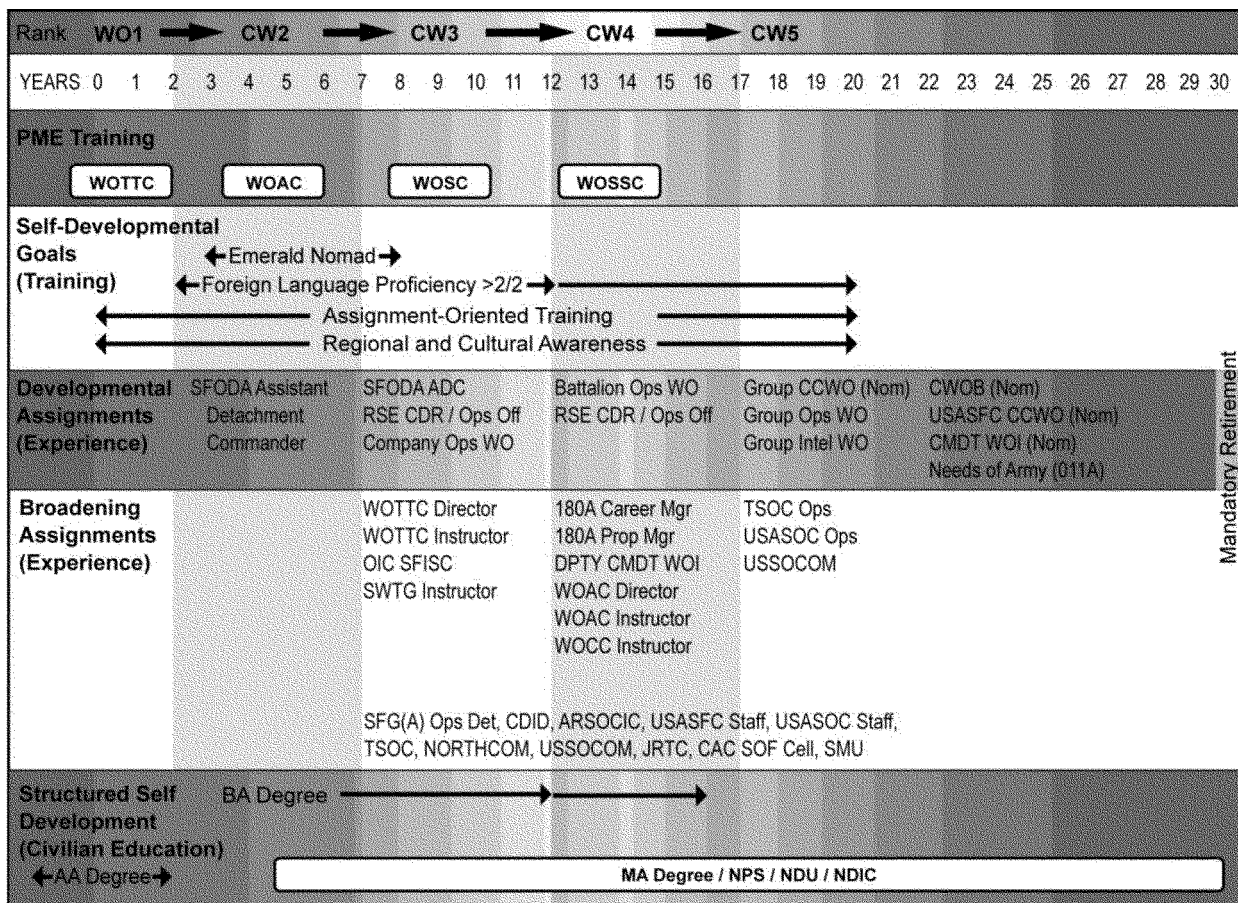 Rank WO1 CW2 CW3 CW4 CW5
YEARS 0 1 2 3 4 5 6 7 8 9 10 11 12 13 14 15 16 17 18 19 20 21 22 23 24 25 26 27 28 29 30
PME Training
WOTTC WOAC WOSC WOSSC
Self-Developmental
Goals
(Training)
Emerald Nomad
Foreign Language Proficiency >2/2
Assignment-Oriented Training
Regional and Cultural Awareness
Developmental
Assignments
(Experience)
SFODA Assistant
Detachment
Commander
SFODA ADC
RSE CDR / Ops Off
Company Ops WO
Battalion Ops WO
RSE CDR / Ops Off
Group CCWO (Nom)
Group Ops WO
Group Intel WO
CWOB (Nom)
USASFC CCWO (Nom)
CMDT WOI (Nom)
Needs of Army (011A)
Mandatory Retirement
Broadening
Assignments
(Experience)
WOTTC Director
WOTTC Instructor
OIC SFISC
SWTG Instructor
180A Career Mgr
180A Prop Mgr
DPTY CMDT WOI
WOAC Director
WOAC Instructor
WOCC Instructor
TSOC Ops
USASOC Ops
USSOCOM
SFG(A) Ops Det, CDID, ARSOCIC, USASFC Staff, USASOC Staff,
TSOC, NORTHCOM, USSOCOM, JRTC, CAC SOF Cell, SMU
Structured Self
Development
(Civilian Education)
BA Degree
AA Degree
MA Degree / NPS / NDU / NDIC